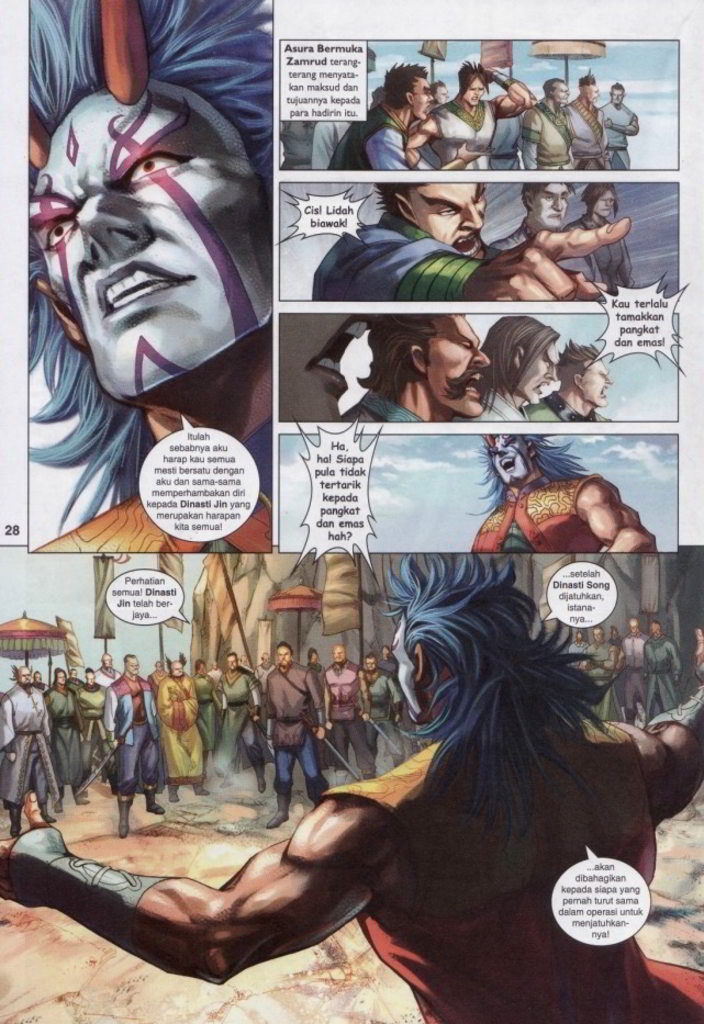 Itulah
sebabnya aku
harap kau semua
mesti bersatu dengan
aku dan sama-sama
memperhambakan diri
kepada Dinasti Jin yang
merupakan harapan
kita semua!
Asura Bermuka
Zamrud terang-
terang menyata-
kan maksud dan
tujuannya kepada
para hadirin itu.
Cis! Lidah
biawak!
Kau terlalu
tamakkan
pangkat
dan emas!
Ha,
ha! Siapa
pula tidak
tertarik
kepada
pangkat
dan emas
hah?
28
Perhatian
semua! Dinasti
Jin telah ber-
jaya...
...setelah
Dinasti Song
dijatuhkan,
istana-
nya...
...akan
dibahagikan
kepada siapa yang
pernah turut sama
dalam operasi untuk
menjatuhkan-
nya!